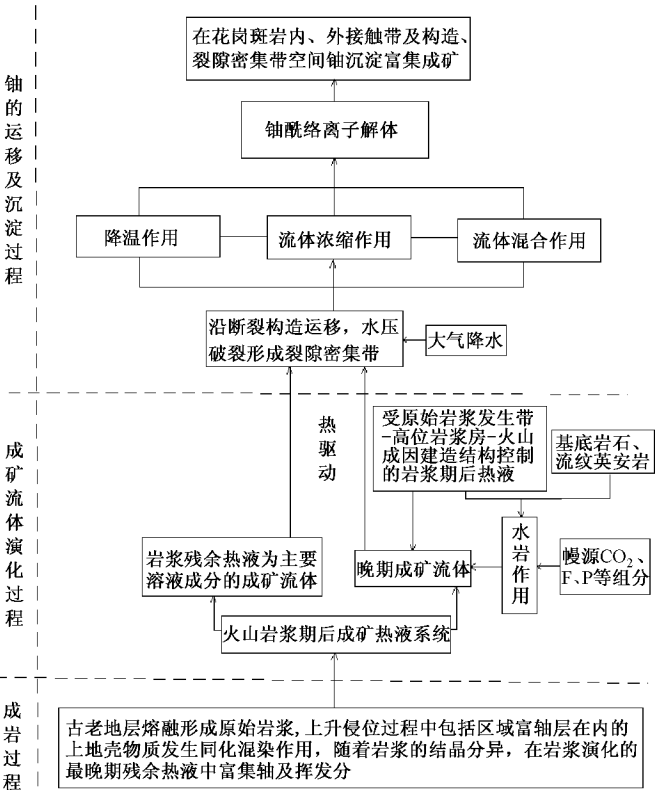 在花岗斑岩内、外接触带及构造、
裂隙密集带空间铀沉淀富集成矿
铀酰络离子解体
铀的运移及沉淀过程
降温作用
流体浓缩作用
流体混合作用
沿断裂构造运移，水压
破裂形成裂隙密集带
大气降水
热驱动
受原始岩浆发生带
-高位岩浆房-火山
成因建造结构控制
的岩浆期后热液
基底岩石、
流纹英安岩
成矿流体演化过程
岩浆残余热液为主要
溶液成分的成矿流体
晚期成矿流体
水岩作用
幔源CO2、
F、P等组分
火山岩浆期后成矿热液系统
成岩过程
古老地层熔融形成原始岩浆,上升侵位过程中包括区域富轴层在内的
上地壳物质发生同化混染作用，随着岩浆的结晶分异，在岩浆演化的
最晚期残余热液中富集轴及挥发分